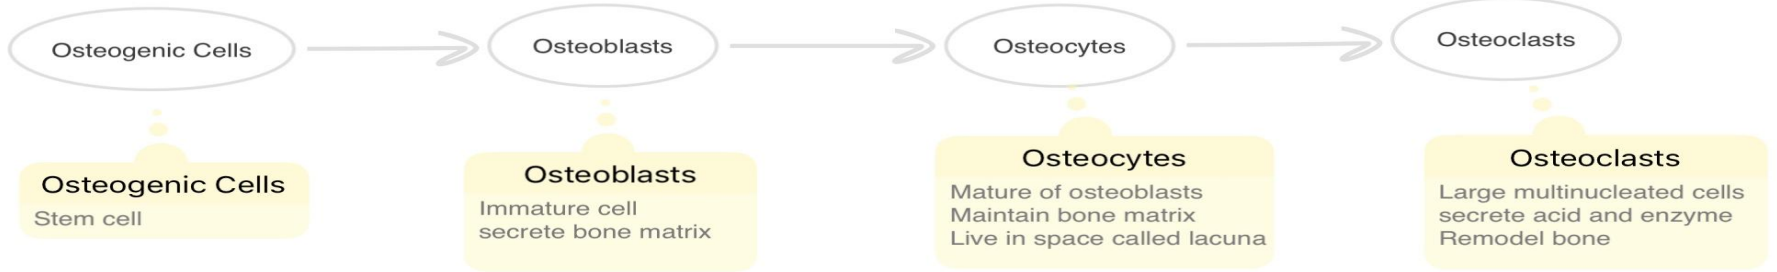 Osteogenic Cells
Osteoblasts
Osteocytes
Osteoclasts
Osteogenic Cells
Stem cell
Osteoblasts
Immature cell
secrete bone matrix
Osteocytes
Mature of osteoblasts
Maintain bone matrix
Live in space called lacuna
Osteoclasts
Large multinucleated cells
secrete acid and enzyme
Remodel bone